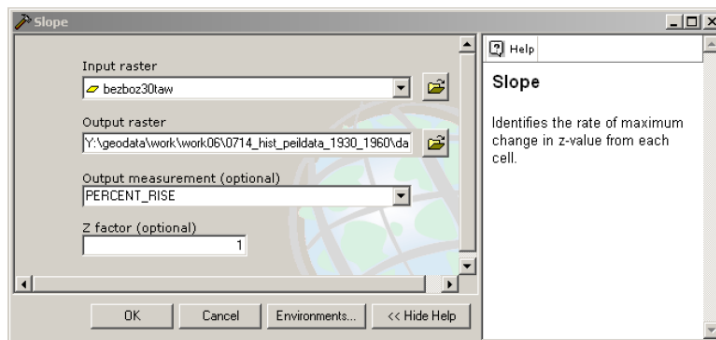 Slope
Input raster
bezboz30taw
Output raster
Y:\geodata\work\work06\0714_hist_peildata_1930_1960\da
Output measurement (optional)
PERCENT_RISE
Z factor (optional)
1
OK
Cancel
Environments...
<< Hide Help
Help
Slope
Identifies the rate of maximum
change in z-value from each
cell.